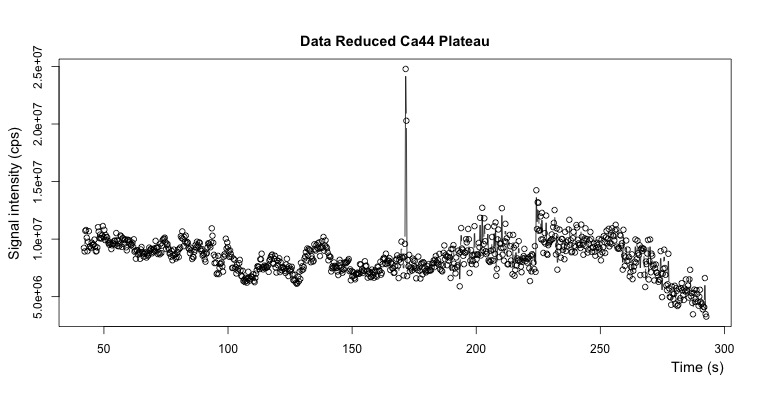 Data Reduced Ca44 Plateau
Signal intensity (cps)
2.5e+07
2.0e+07
1.5e+07
1.0e+07
5.0e+06
50 100 150 200 250 300
Time (s)